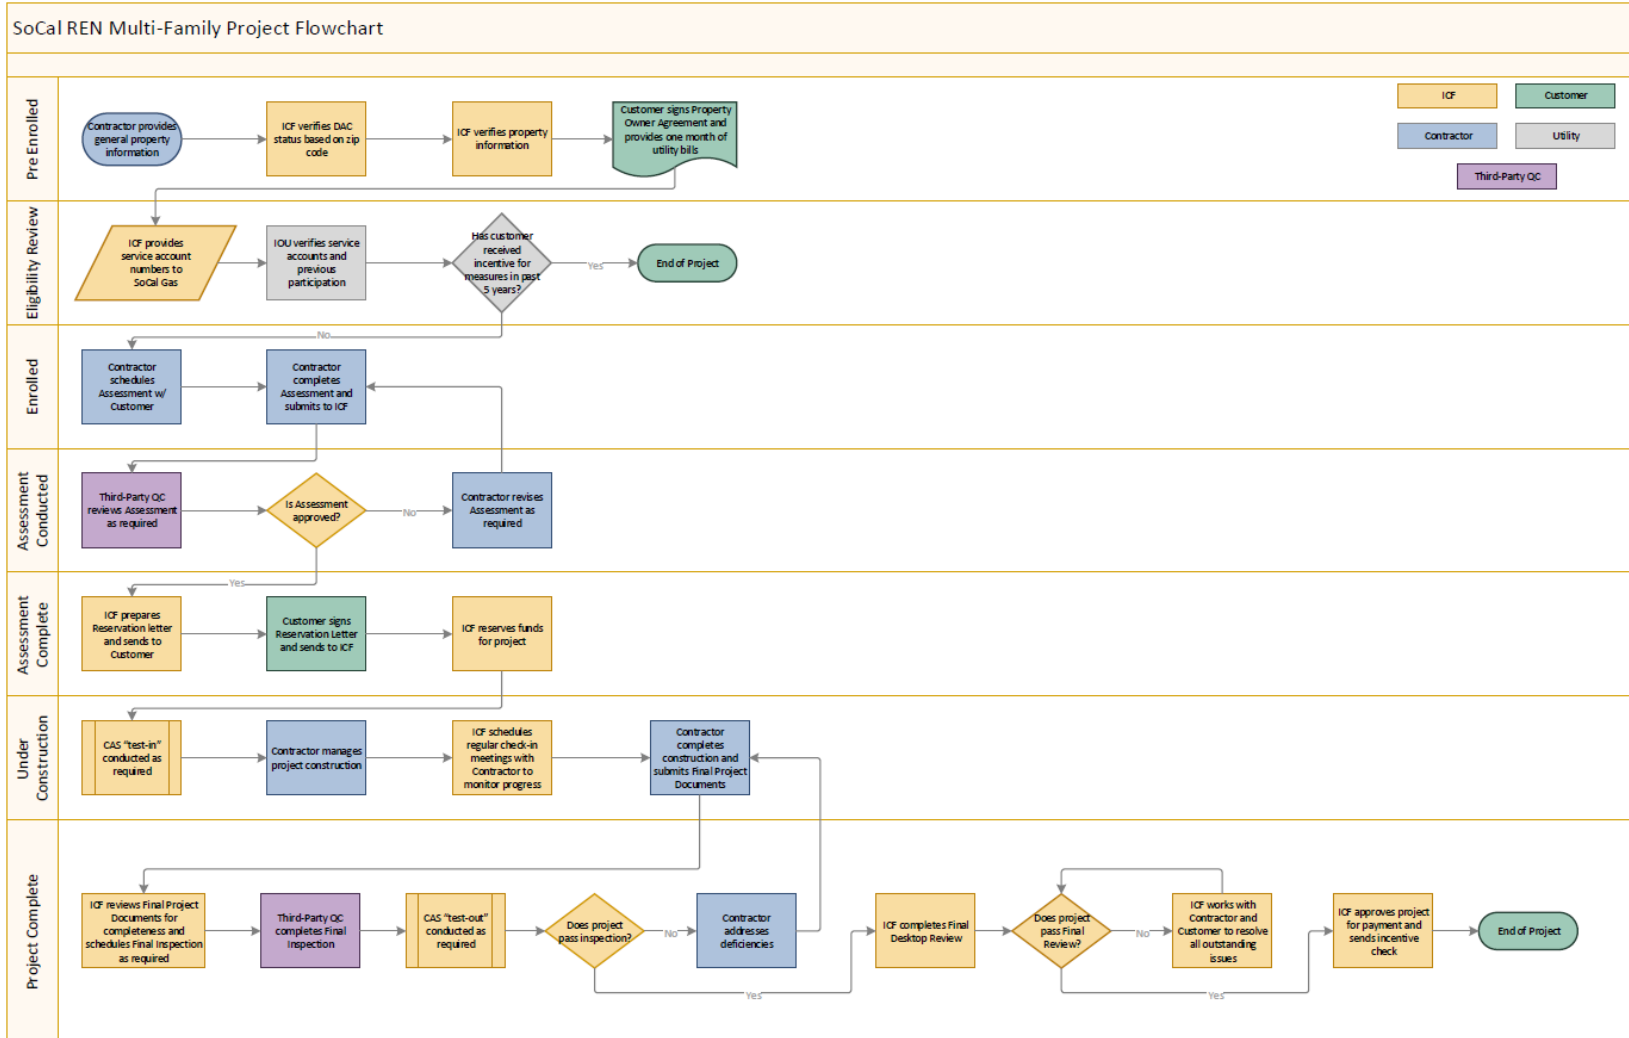 SoCal REN Multi-Family Project Flowchart
Pre Enrolled
Contractor provides
general property
information
ICF verifies DAC
status based on zip
code
ICF verifies property
information
Customer signs Property
Owner Agreement and
provides one month of
utility bills
ICF
Customer
Contractor
Utility
Third-Party QC
Eligibility Review
ICF provides
service account
numbers to
SoCal Gas
IOU verifies service
accounts and
previous
participation
Has customer
received
incentive for
measures in past
5 years?
Yes
End of Project
No
Enrolled
Contractor
schedules
Assessment w/
Customer
Contractor
completes
Assessment and
submits to ICF
Assessment
Conducted
Third-Party QC
reviews Assessment
as required
Is Assessment
approved?
No
Contractor revises
Assessment as
required
Yes
Assessment
Complete
ICF prepares
Reservation letter
and sends to
Customer
Customer signs
Reservation Letter
and sends to ICF
ICF reserves funds
for project
Under
Construction
CAS "test-in"
conducted as
required
Contractor manages
project construction
ICF schedules
regular check-in
meetings with
Contractor to
monitor progress
Contractor
completes
construction and
submits Final Project
Documents
Project Complete
ICF reviews Final Project
Documents for
completeness and
schedules Final Inspection
as required
Third-Party QC
completes Final
Inspection
CAS "test-out"
conducted as
required
Does project
pass inspection?
No
Contractor
addresses
deficiencies
Yes
ICF completes Final
Desktop Review
Does project
pass Final
Review?
No
ICF works with
Contractor and
Customer to resolve
all outstanding
issues
Yes
ICF approves project
for payment and
sends incentive
check
End of Project